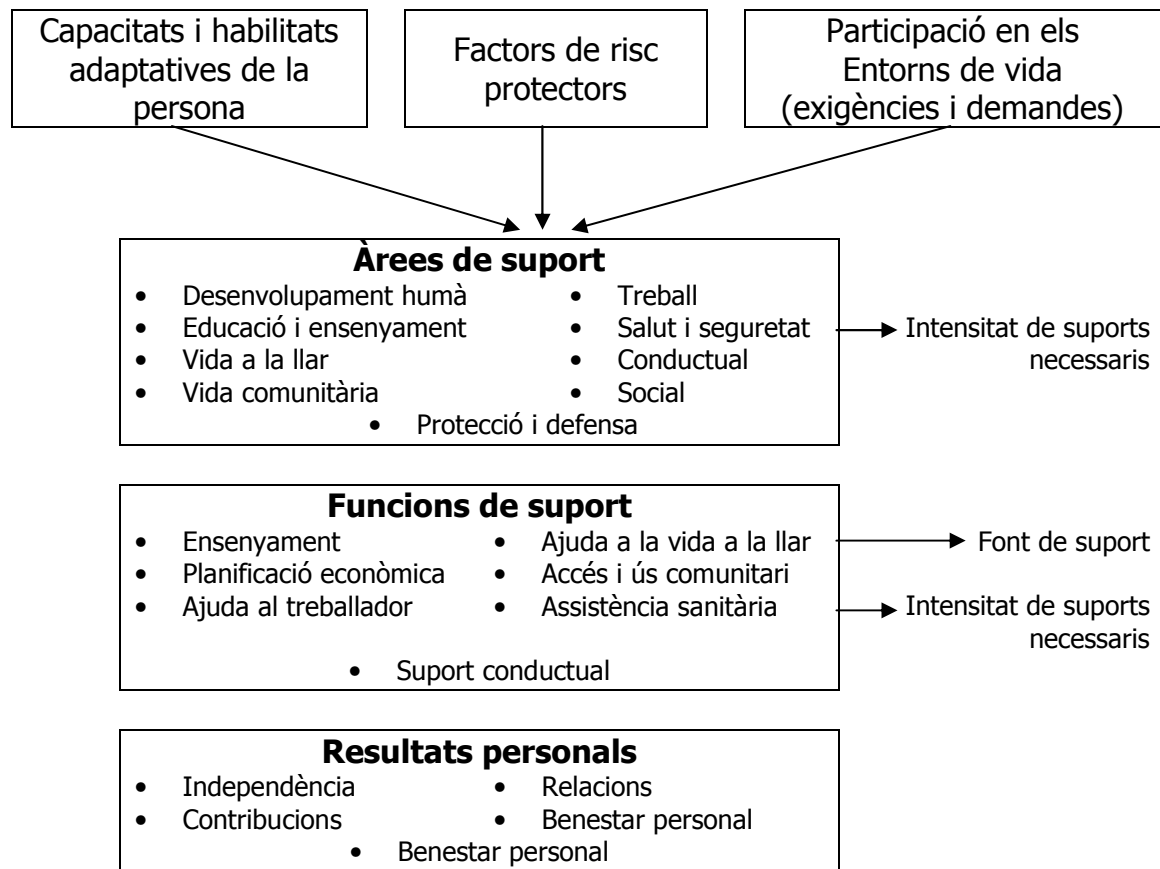 Capacitats i habilitats
adaptatives de la
persona
Factors de risc
protectors
Participació en els
Entorns de vida
(exigències i demandes)
Àrees de suport
• Desenvolupament humà
• Educació i ensenyament
• Vida a la llar
• Vida comunitària
• Treball
• Salut i seguretat
• Conductual
• Social
• Protecció i defensa
Intensitat de suports
necessaris
Funcions de suport
• Ensenyament
• Planificació econòmica
• Ajuda al treballador
• Ajuda a la vida a la llar
• Accés i ús comunitari
• Assistència sanitària
• Suport conductual
Font de suport
Intensitat de suports
necessaris
Resultats personals
• Independència
• Contribucions
• Relacions
• Benestar personal
• Benestar personal